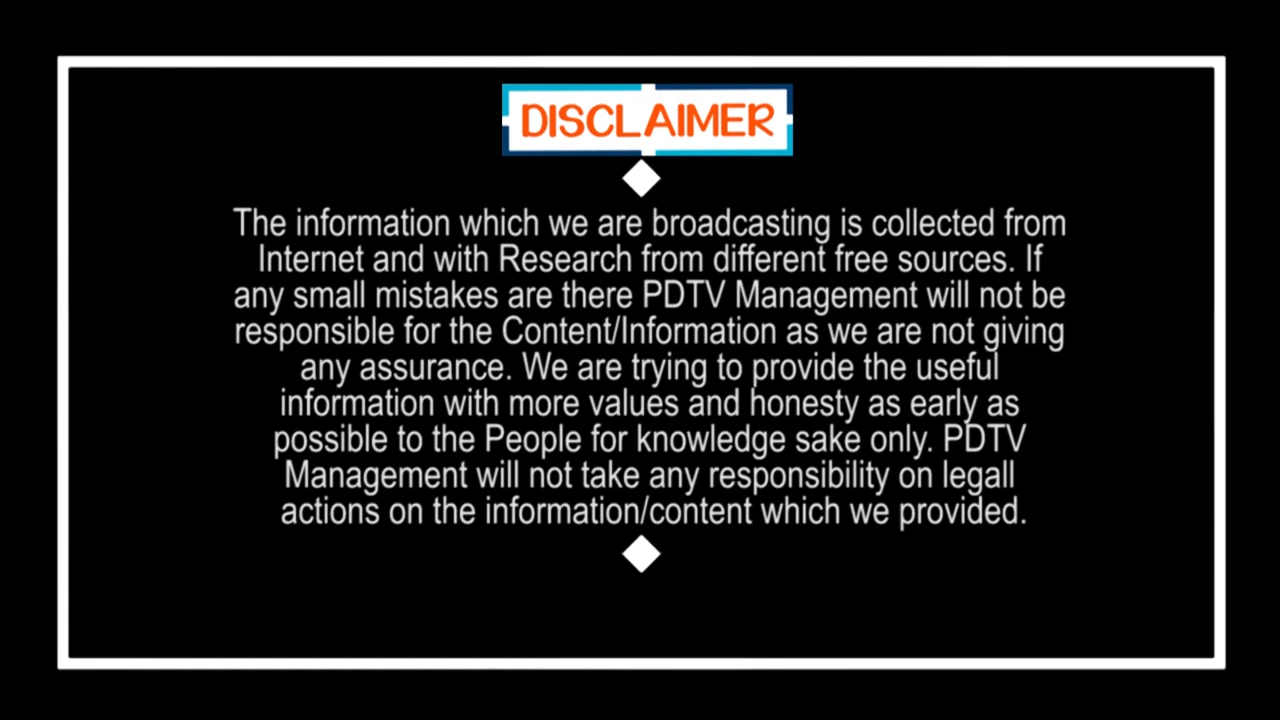 DISCLAIMER
The information which we are broadcasting is collected from
Internet and with Research from different free sources. If
any small mistakes are there PDTV Management will not be
responsible for the Content/Information as we are not giving
any assurance. We are trying to provide the useful
information with more values and honesty as early as
possible to the People for knowledge sake only. PDTV
Management will not take any responsibility on legall
actions on the information/content which we provided.